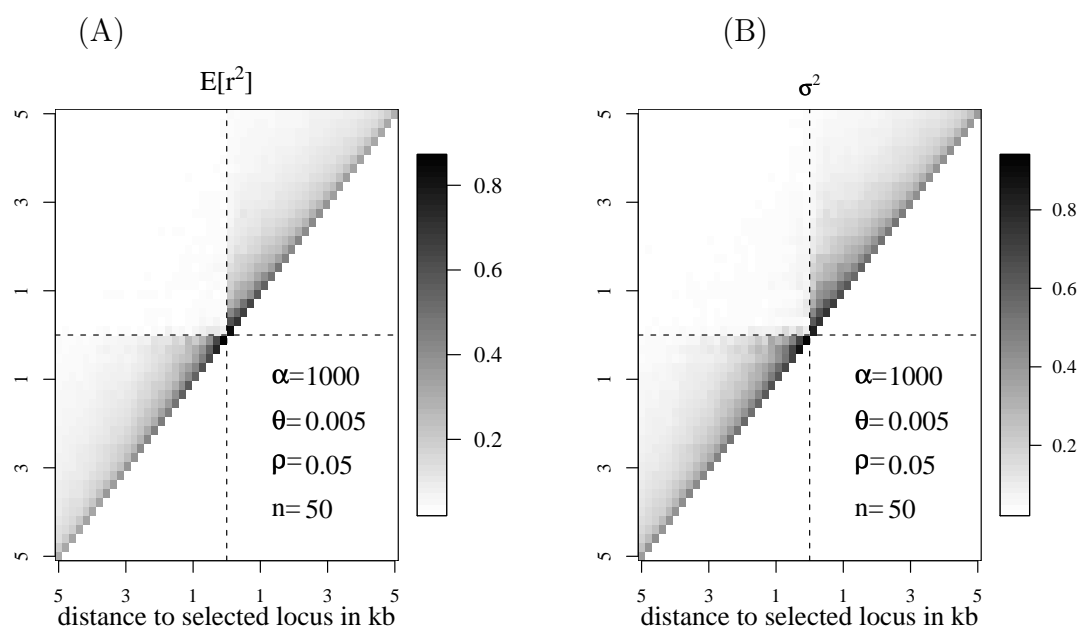 (A)
E[r²]
5
3
1
1
3
5
0.8
0.6
0.4
0.2
α=1000
θ=0.005
ρ=0.05
n=50
5 3 1 1 3 5
distance to selected locus in kb
(B)
σ²
5
3
1
1
3
5
0.8
0.6
0.4
0.2
α=1000
θ=0.005
ρ=0.05
n=50
5 3 1 1 3 5
distance to selected locus in kb